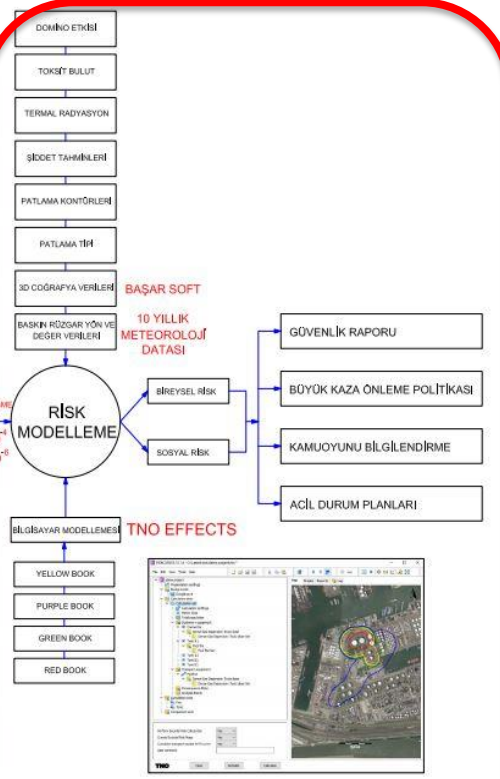 DOMİNO ETKİSİ
TOKSİT BULUT
TERMAL RADYASYON
ŞİDDET TAHMİNLERİ
PATLAMA KONTÜRLERİ
PATLAMA TİPİ
3D COĞRAFYA VERİLERİ
BAŞAR SOFT
BASKIN RÜZGAR YÖN VE
DEĞER VERİLERİ
10 YILLIK
METEOROLOJİ
DATASI
RİSK
MODELLEME
BİREYSEL RİSK
SOSYAL RİSK
GÜVENLİK RAPORU
BÜYÜK KAZA ÖNLEME POLİTİKASI
KAMUOYUNU BİLGİLENDİRME
ACİL DURUM PLANLARI
BİLGİSAYAR MODELLEMESİ
TNO EFFECTS
YELLOW BOOK
PURPLE BOOK
GREEN BOOK
RED BOOK
TNO